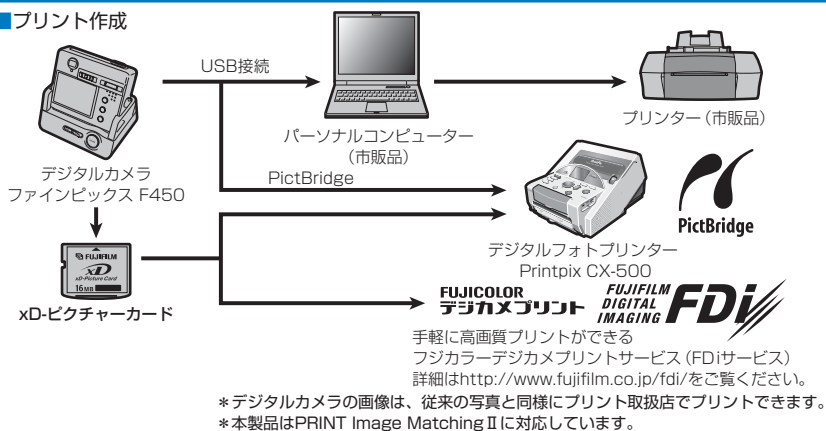 ■プリント作成
USB接続
パーソナルコンピューター
(市販品)
プリンター(市販品)
デジタルカメラ
ファインピックス F450
PictBridge
PictBridge
デジタルフォトプリンター
Printpix CX-500
FUJIFILM
xD
xD-Picture Card
16MB
xD-ピクチャーカード
FUJICOLOR
デジカメプリント
FUJIFILM
DIGITAL
IMAGING
FDi
手軽に高画質プリントができる
フジカラーデジカメプリントサービス(FDiサービス)
詳細はhttp://www.fujifilm.co.jp/fdi/をご覧ください。
＊デジタルカメラの画像は、従来の写真と同様にプリント取扱店でプリントできます。
＊本製品はPRINT Image MatchingⅡに対応しています。